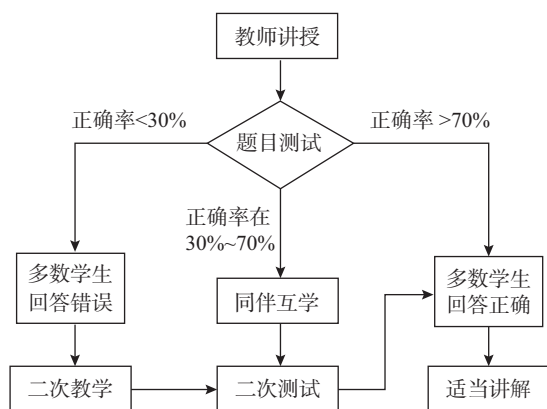 教师讲授
正确率<30%
题目测试
正确率 >70%
正确率在
30%~70%
多数学生
回答错误
同伴互学
多数学生
回答正确
二次教学
二次测试
适当讲解